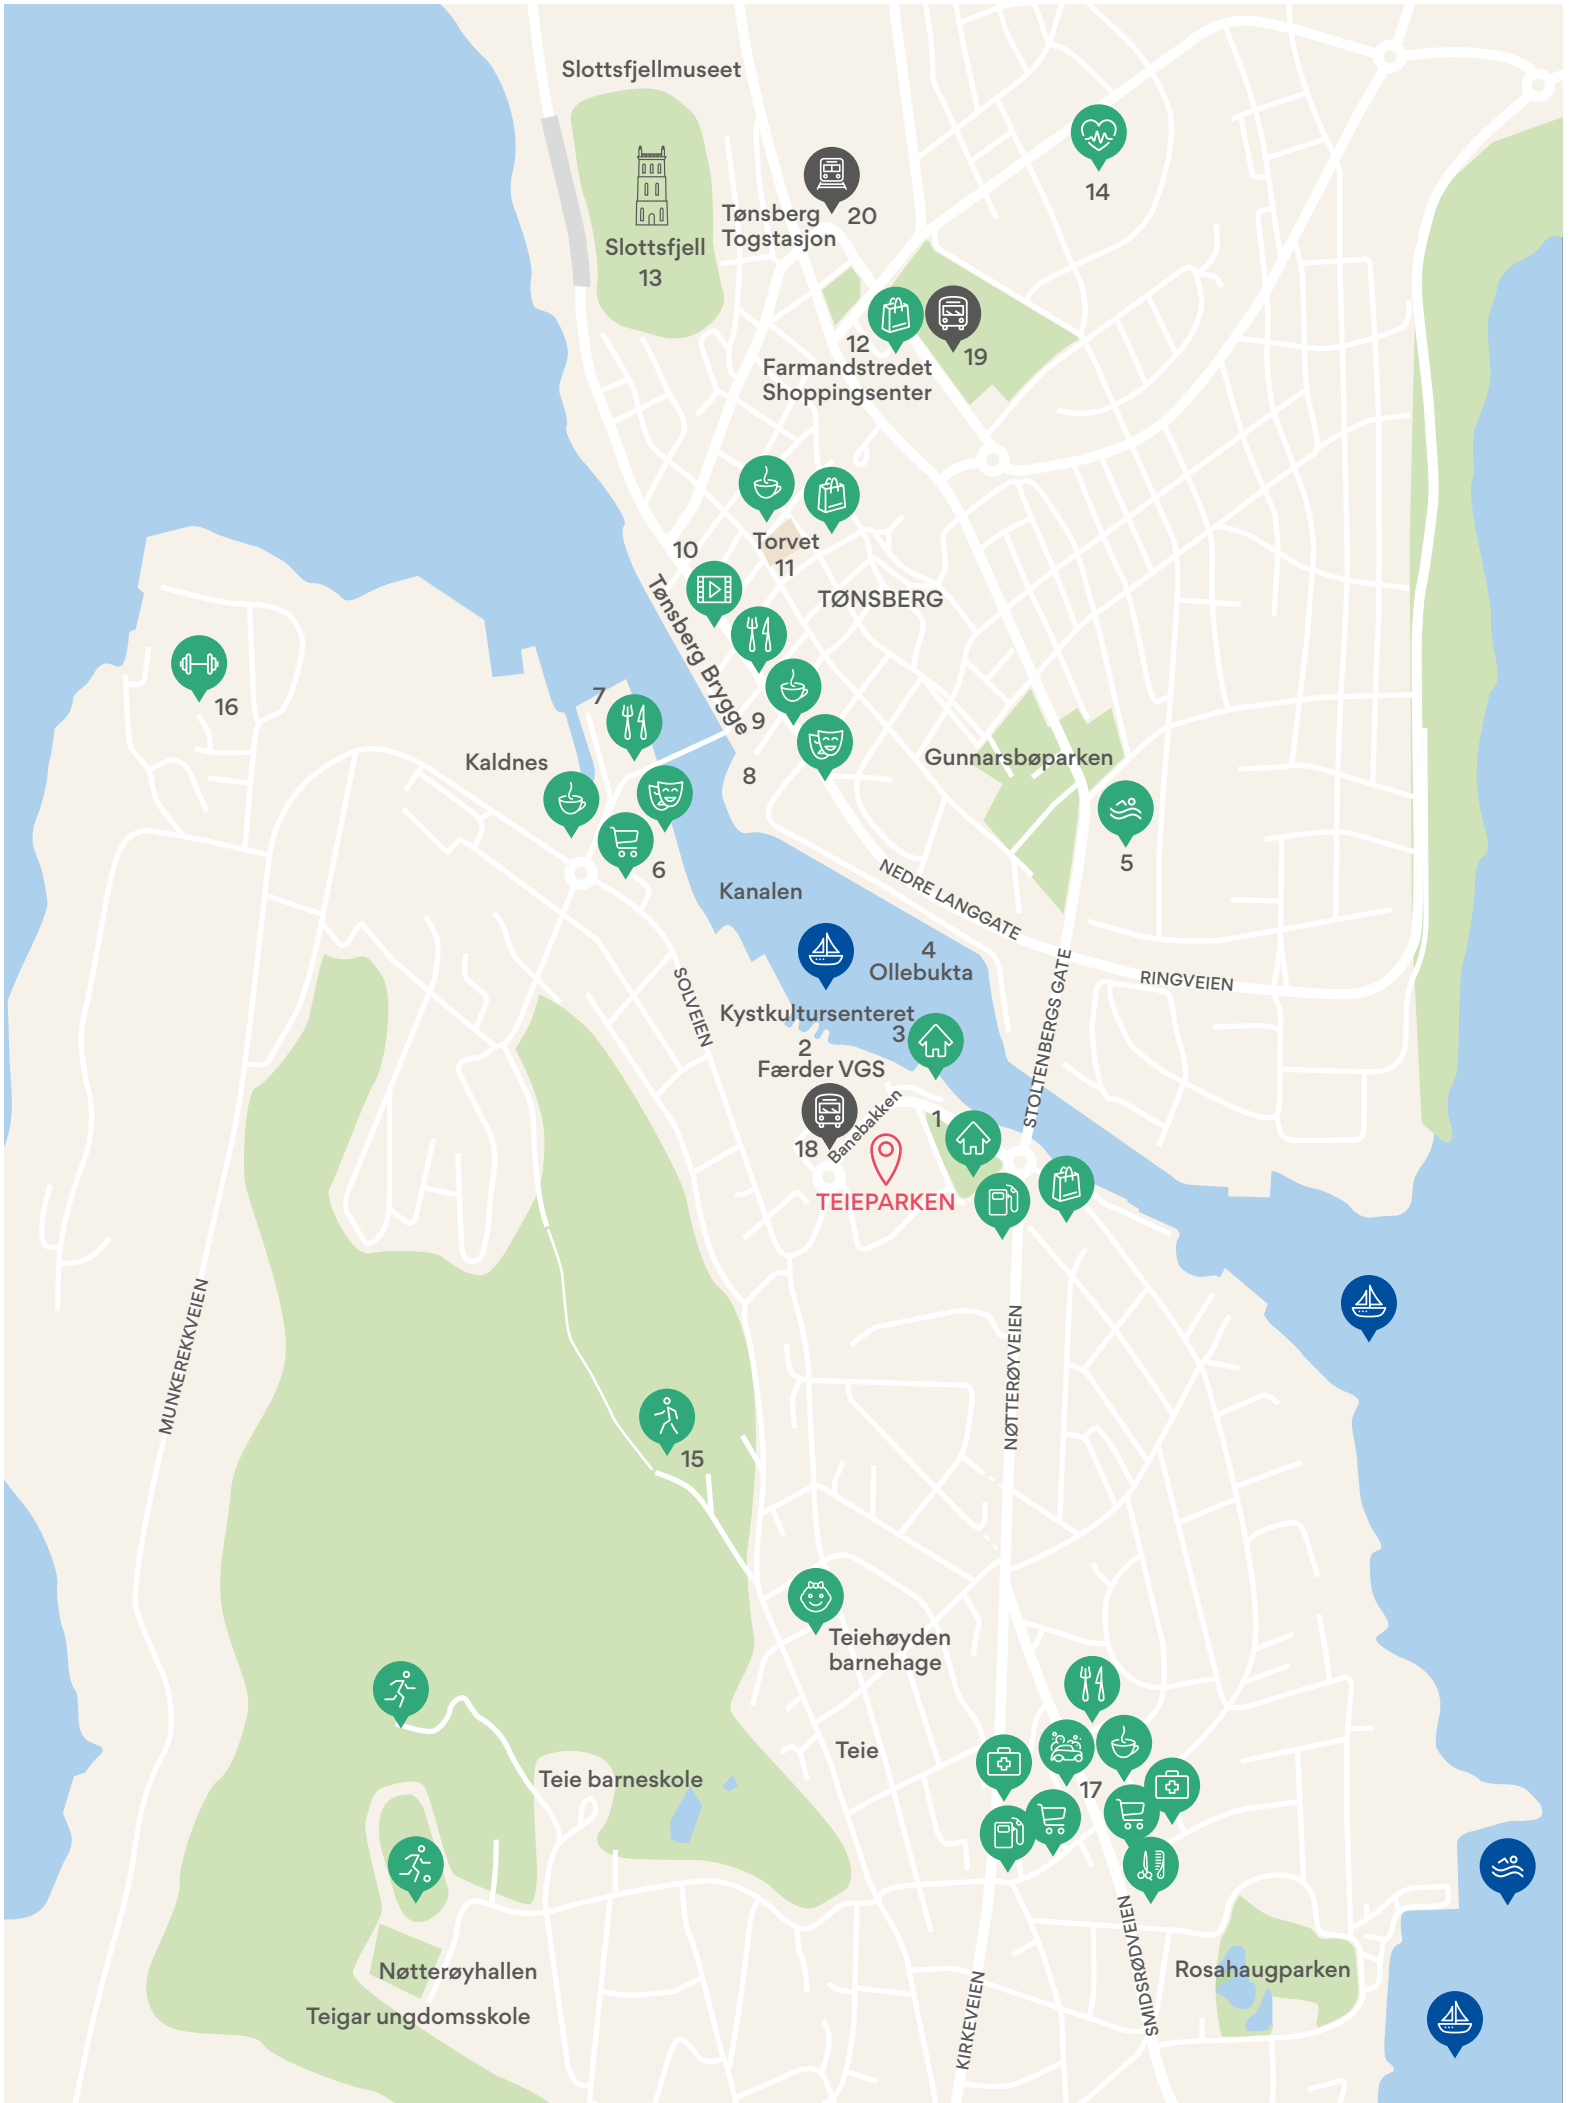 Slottsfjellmuseet
14
Tønsberg
Togstasjon
20
Slottsfjell
13
12
19
Farmandstredet
Shoppingsenter
Torvet
11
10
TØNSBERG
Tønsberg Brygge
16
7
9
8
Kaldnes
Gunnarsbøparken
5
6
Kanalen
NEDRE LANGGATE
4
Ollebukta
SOLVEIEN
STOLTENBERGS GATE
RINGVEIEN
Kystkultursenteret
3
2
Færder VGS
Banebakken
1
18
TEIEPARKEN
MUNKEREKKVEIEN
NØTTERØYVEIEN
15
Teiehøyden
barnehage
Teie
Teie barneskole
17
SMIDSRØDVEIEN
Rosahaugparken
Nøtterøyhallen
Teigar ungdomsskole
KIRKEVEIEN